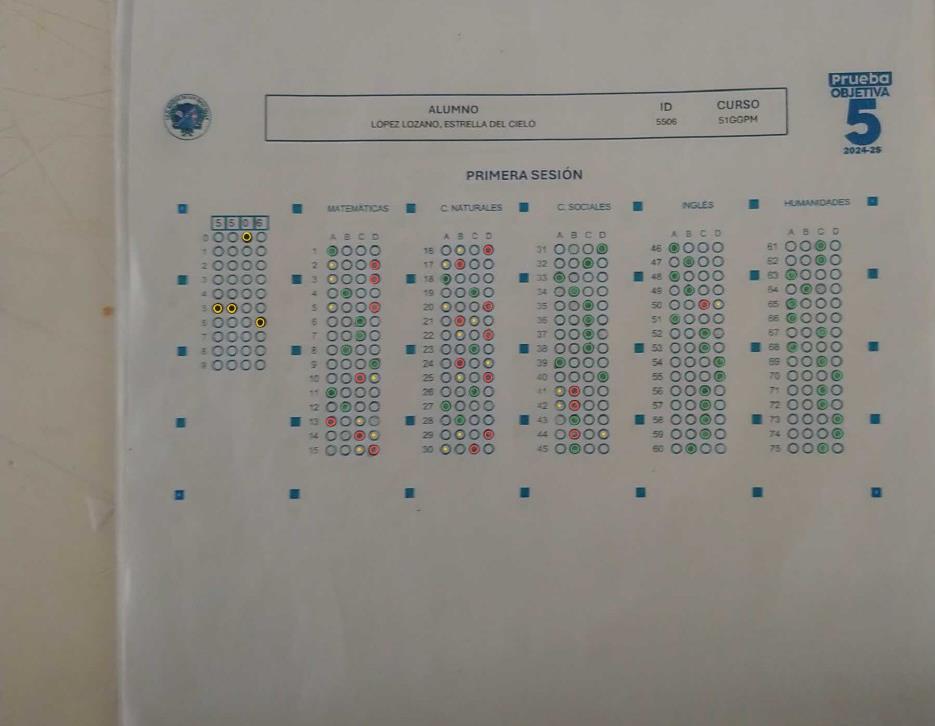 Prueba
OBJETIVA
5
2024-25
ALUMNO ID CURSO
LÓPEZ LOZANO, ESTRELLA DEL CIELO 5506 51GGPM
PRIMERA SESIÓN
MATEMÁTICAS C. NATURALES C. SOCIALES INGLÉS HUMANIDADES
5 5 0 6
A B C D A B C D A B C D A B C D A B C D
0 1 16 31 46 61
1 2 17 32 47 62
2 3 18 33 48 63
3 4 19 34 49 64
4 5 20 35 50 65
5 6 21 36 51 66
6 7 22 37 52 67
7 8 23 38 53 68
8 9 24 39 54 69
9 10 25 40 55 70
11 26 41 56 71
12 27 42 57 72
13 28 43 58 73
14 29 44 59 74
15 30 45 60 75